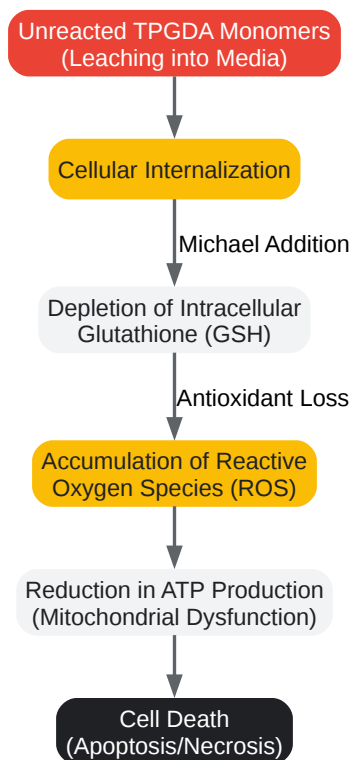 Unreacted TPGDA Monomers
(Leaching into Media)
Cellular Internalization
Michael Addition
Depletion of Intracellular
Glutathione (GSH)
Antioxidant Loss
Accumulation of Reactive
Oxygen Species (ROS)
Reduction in ATP Production
(Mitochondrial Dysfunction)
Cell Death
(Apoptosis/Necrosis)